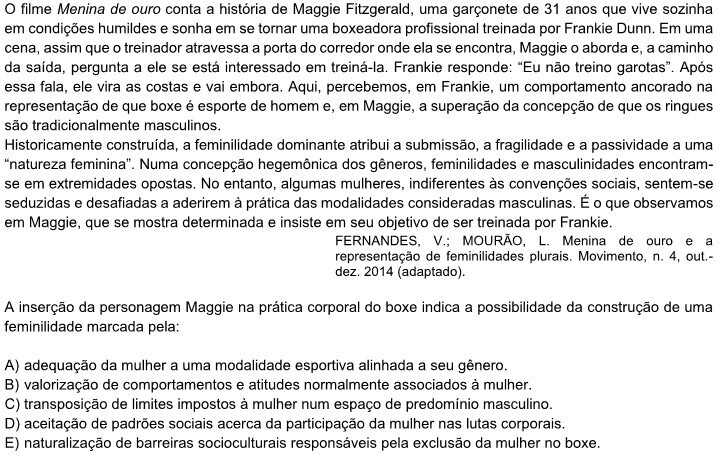 O filme Menina de ouro conta a história de Maggie Fitzgerald, uma garçonete de 31 anos que vive sozinha
em condições humildes e sonha em se tornar uma boxeadora profissional treinada por Frankie Dunn. Em uma
cena, assim que o treinador atravessa a porta do corredor onde ela se encontra, Maggie o aborda e, a caminho
da saída, pergunta a ele se está interessado em treiná-la. Frankie responde: “Eu não treino garotas”. Após
essa fala, ele vira as costas e vai embora. Aqui, percebemos, em Frankie, um comportamento ancorado na
representação de que boxe é esporte de homem e, em Maggie, a superação da concepção de que os ringues
são tradicionalmente masculinos.
Historicamente construída, a feminilidade dominante atribui a submissão, a fragilidade e a passividade a uma
“natureza feminina”. Numa concepção hegemônica dos gêneros, feminilidades e masculinidades encontram-
se em extremidades opostas. No entanto, algumas mulheres, indiferentes às convenções sociais, sentem-se
seduzidas e desafiadas a aderirem à prática das modalidades consideradas masculinas. É o que observamos
em Maggie, que se mostra determinada e insiste em seu objetivo de ser treinada por Frankie.
FERNANDES, V.; MOURÃO, L. Menina de ouro e a
representação de feminilidades plurais. Movimento, n. 4, out.-
dez. 2014 (adaptado).
A inserção da personagem Maggie na prática corporal do boxe indica a possibilidade da construção de uma
feminilidade marcada pela:
A) adequação da mulher a uma modalidade esportiva alinhada a seu gênero.
B) valorização de comportamentos e atitudes normalmente associados à mulher.
C) transposição de limites impostos à mulher num espaço de predomínio masculino.
D) aceitação de padrões sociais acerca da participação da mulher nas lutas corporais.
E) naturalização de barreiras socioculturais responsáveis pela exclusão da mulher no boxe.